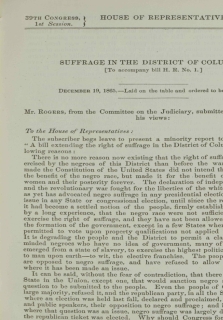 39TH CONGRESS, HOUSE OF REPRESENTATIVE
1st Session.
SUFFRAGE IN THE DISTRICT OF COLU
[To accompany bill H. R. No. 1.]
DECEMBER 19, 1865.—Laid on the table and ordered to b
MR. ROGERS, from the Committee on the Judiciary, submitte
his views:
To the House of Representatives:
The subscriber begs leave to present a minority report to
"A bill extending the right of suffrage in the District of Colu
lowing reasons:
There is no more reason now existing that the right of suff
ercised by the negroes of this District than before the wa
made the Constitution of the United States did not intend th
the benefit of the negro race, but made it for the benefit
women and their posterity forever. The declaration of indepen
and the revolutionary war fought for the liberties of the whit
as yet has advanced negro suffrage in any presidential electi
issue in any State or congressional election, until since the r
it had become a settled notion of the people, firmly establish
by a long experience, that the negro race were not sufficie
exercise the right of suffrage, and they have not been allowe
the formation of the government, except in a few States wher
permitted to vote upon property qualifications not applied
It is degrading the people and the District to allow
minded negroes who have no idea of government, many of
emerged from a state of slavery, to exercise the highest politic
to man upon earth—to wit, the elective franchise. The peop
are opposed to negro suffrage, and have refused to allow
where it has been made an issue.
It can be said, without the fear of contradiction, that there
State in the Union, except one, that would sanction negro
question to be submitted to the people. Even the people of
large majority against it, and the republican party, in all th
where an election was held last fall, declared and proclaimed,
and public speakers, their opposition to negro suffrage; and
where that question was an issue, negro suffrage was largely
the republican ticket was elected. Why should Congress